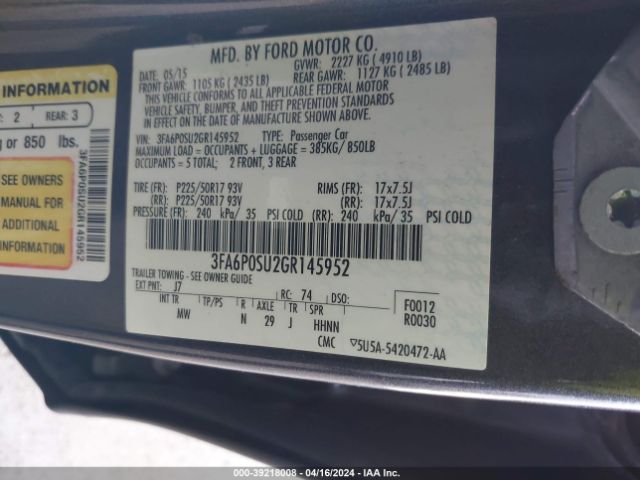 INFORMATION
2 REAR: 3
or 850 lbs.
SEE OWNERS
MANUAL FOR
ADDITIONAL
INFORMATION
3FA6P0SU2GR145952
MFD. BY FORD MOTOR CO.
DATE: 05/15 GVWR: 2227 KG ( 4910 LB)
FRONT GAWR: 1105 KG ( 2435 LB) REAR GAWR: 1127 KG ( 2485 LB)
THIS VEHICLE CONFORMS TO ALL APPLICABLE FEDERAL MOTOR
VEHICLE SAFETY, BUMPER, AND THEFT PREVENTION STANDARDS
IN EFFECT ON THE DATE OF MANUFACTURE SHOWN ABOVE.
VIN: 3FA6P0SU2GR145952 TYPE: Passenger Car
MAXIMUM LOAD = OCCUPANTS + LUGGAGE = 385KG/ 850LB
OCCUPANTS = 5 TOTAL: 2 FRONT, 3 REAR
TIRE (FR): P225/50R17 93V RIMS (FR): 17x7.5J
(RR): P225/50R17 93V (RR): 17x7.5J
PRESSURE (FR): 240 kPa/ 35 PSI COLD (RR): 240 kPa/ 35 PSI COLD
3FA6P0SU2GR145952
TRAILER TOWING - SEE OWNER GUIDE
EXT PNT: J7 RC: 74 DSO: F0012
INT TR TP/PS R AXLE TR SPR R0030
MW N 29 J HHNN
CMC ▽5U5A-5420472-AA
000-39218008 - 04/16/2024 - IAA Inc.